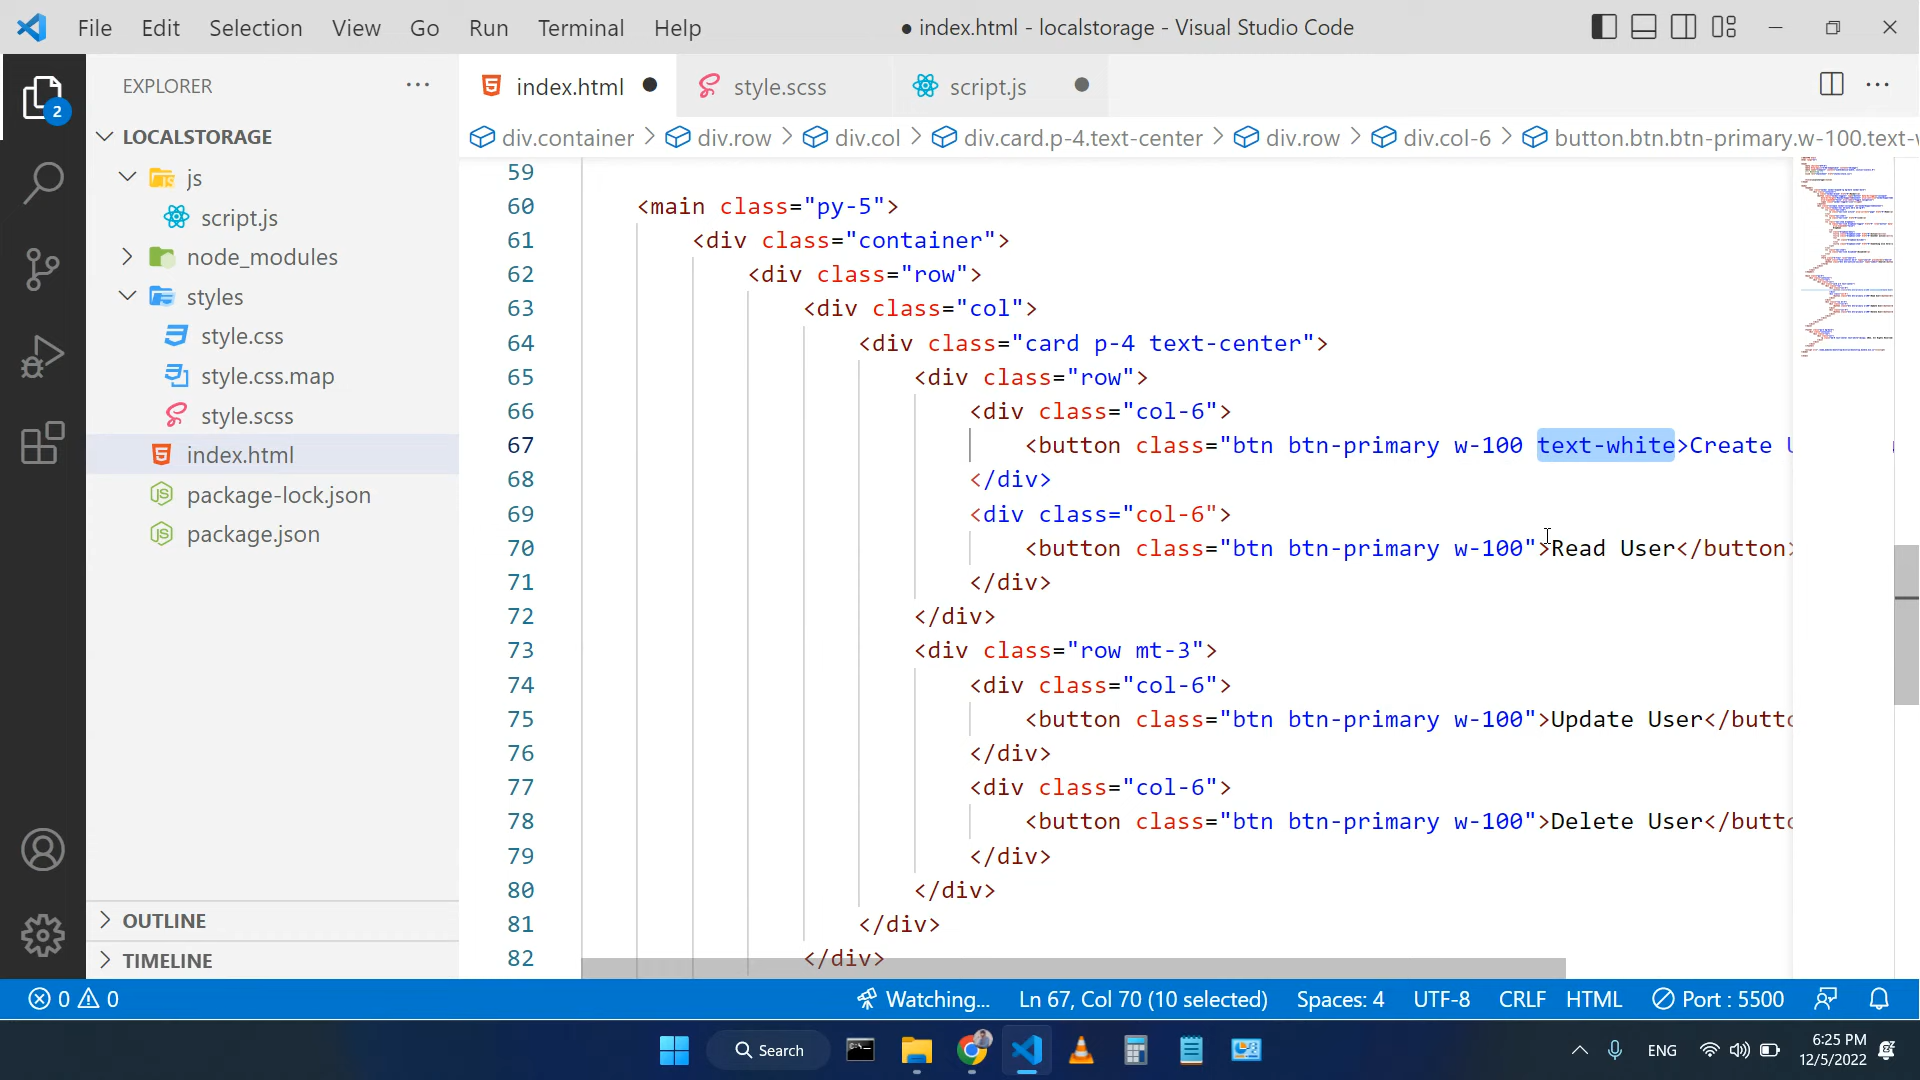 File Edit Selection View Go Run Terminal Help
● index.html - localstorage - Visual Studio Code
2
EXPLORER
LOCALSTORAGE
js
script.js
node_modules
styles
style.css
style.css.map
style.scss
index.html
package-lock.json
package.json
OUTLINE
TIMELINE
index.html style.scss script.js
div.container > div.row > div.col > div.card.p-4.text-center > div.row > div.col-6 > button.btn.btn-primary.w-100.text-w
59
60 <main class="py-5">
61 <div class="container">
62 <div class="row">
63 <div class="col">
64 <div class="card p-4 text-center">
65 <div class="row">
66 <div class="col-6">
67 <button class="btn btn-primary w-100 text-white>Create U
68 </div>
69 <div class="col-6">
70 <button class="btn btn-primary w-100">Read User</button>
71 </div>
72 </div>
73 <div class="row mt-3">
74 <div class="col-6">
75 <button class="btn btn-primary w-100">Update User</butto
76 </div>
77 <div class="col-6">
78 <button class="btn btn-primary w-100">Delete User</butto
79 </div>
80 </div>
81 </div>
82 </div>
0 0 Watching... Ln 67, Col 70 (10 selected) Spaces: 4 UTF-8 CRLF HTML Port : 5500
Search
ENG
6:25 PM
12/5/2022